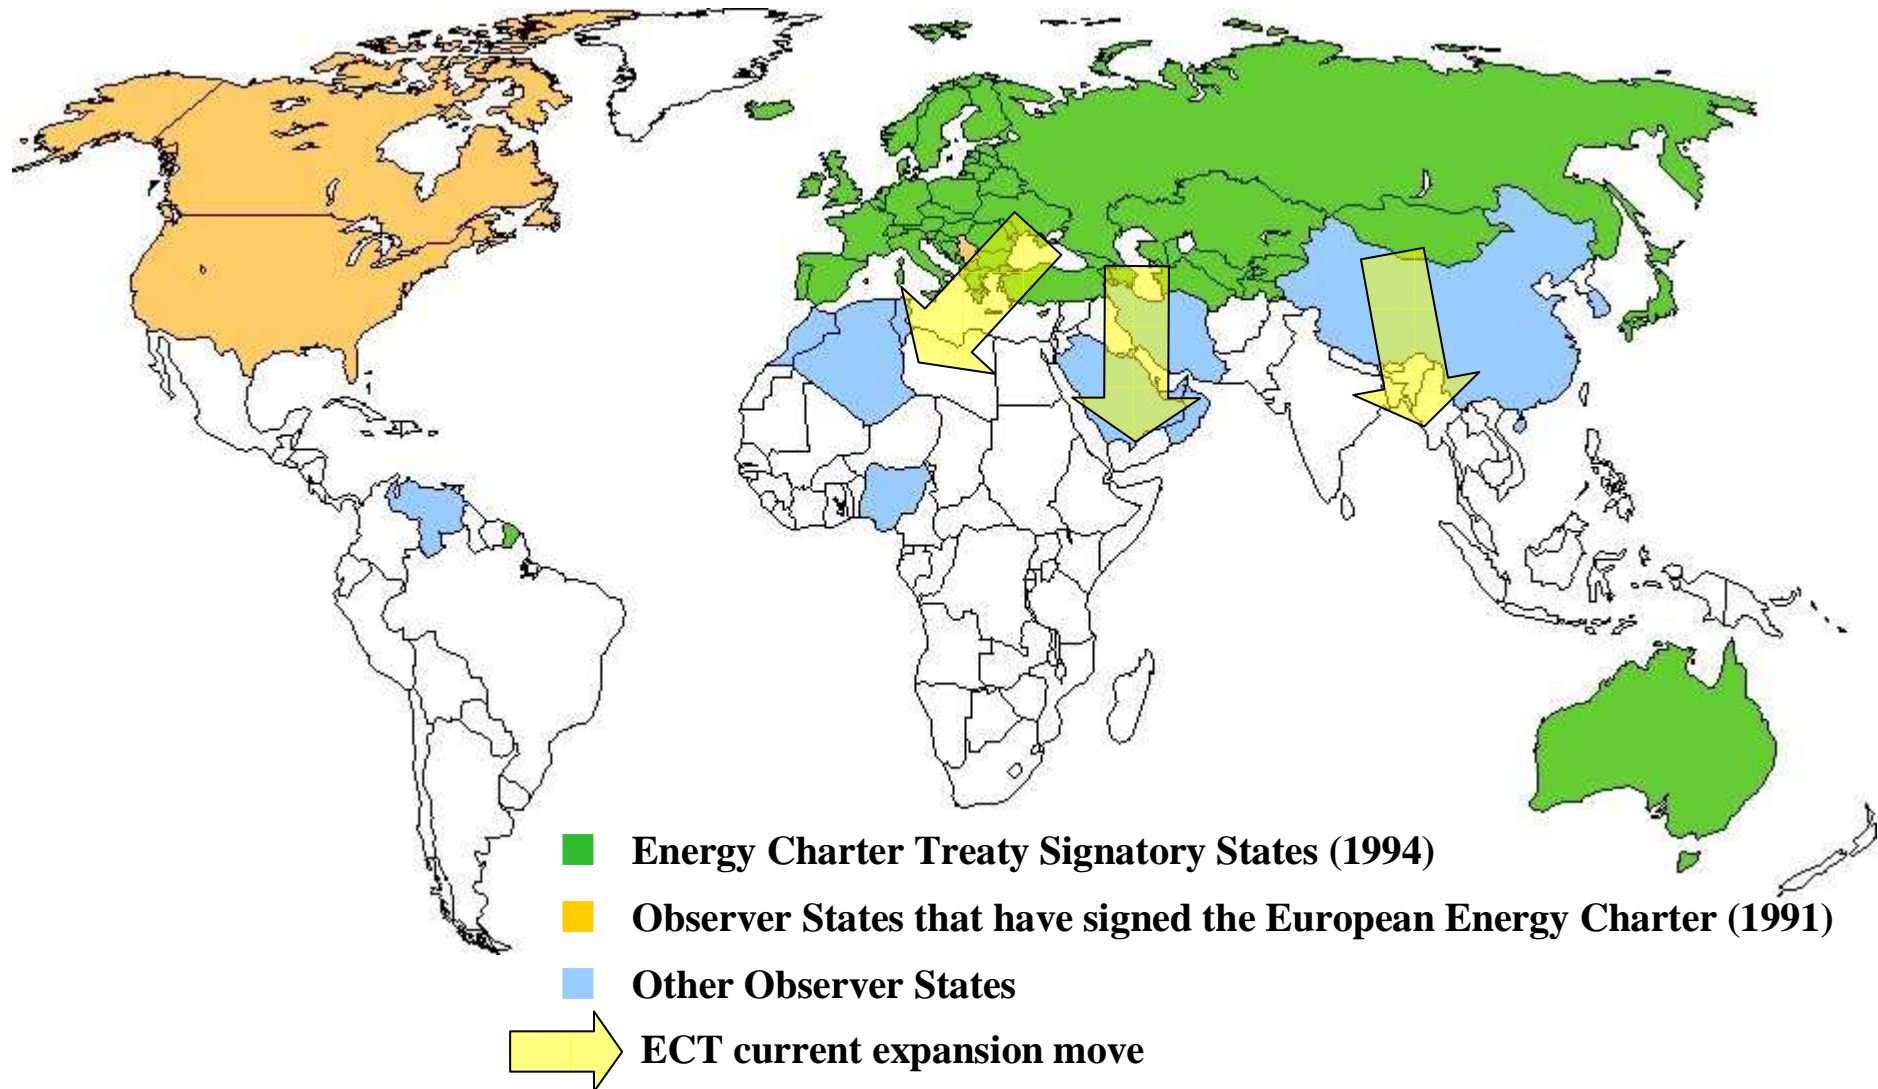 Energy Charter Treaty Signatory States (1994)
Observer States that have signed the European Energy Charter (1991)
Other Observer States
ECT current expansion move